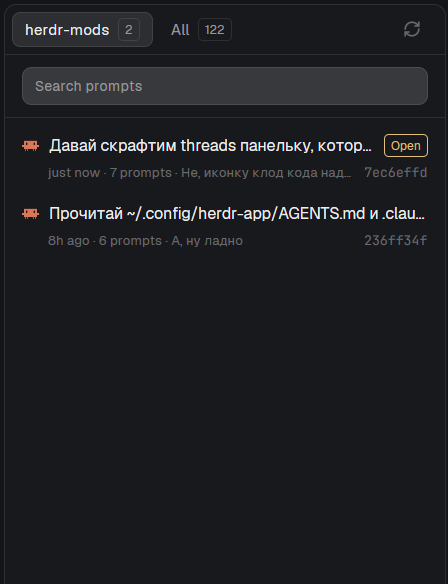 herdr-mods 2 All 122
Search prompts
Давай скрафтим threads панельку, котор... Open
just now · 7 prompts · Не, иконку клод кода над... 7ec6effd
Прочитай ~/.config/herdr-app/AGENTS.md и .clau...
8h ago · 6 prompts · А, ну ладно 236ff34f